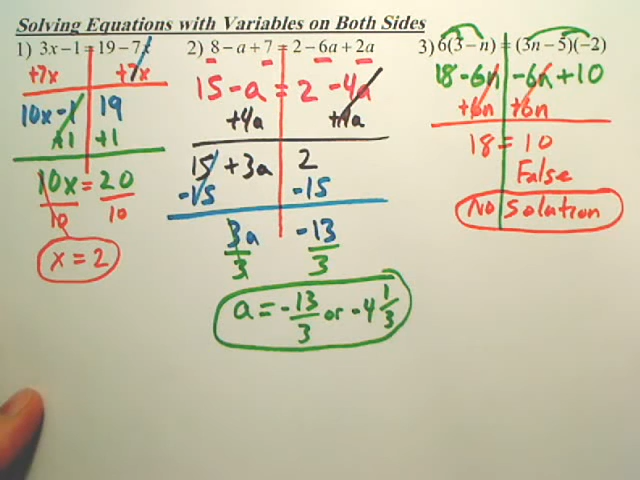 Solving Equations with Variables on Both Sides
1) 3x − 1 = 19 − 7x
+7x +7x
10x − 1 19
+1 +1
10x = 20
10 10
x = 2
2) 8 − a + 7 = 2 − 6a + 2a
15 − a = 2 − 4a
+4a +4a
15 + 3a 2
−15 −15
3a −13
3 3
a = −13/3 or −4 1/3
3) 6(3 − n) = (3n − 5)(−2)
18 − 6n −6n + 10
+6n +6n
18 = 10
False
No Solution